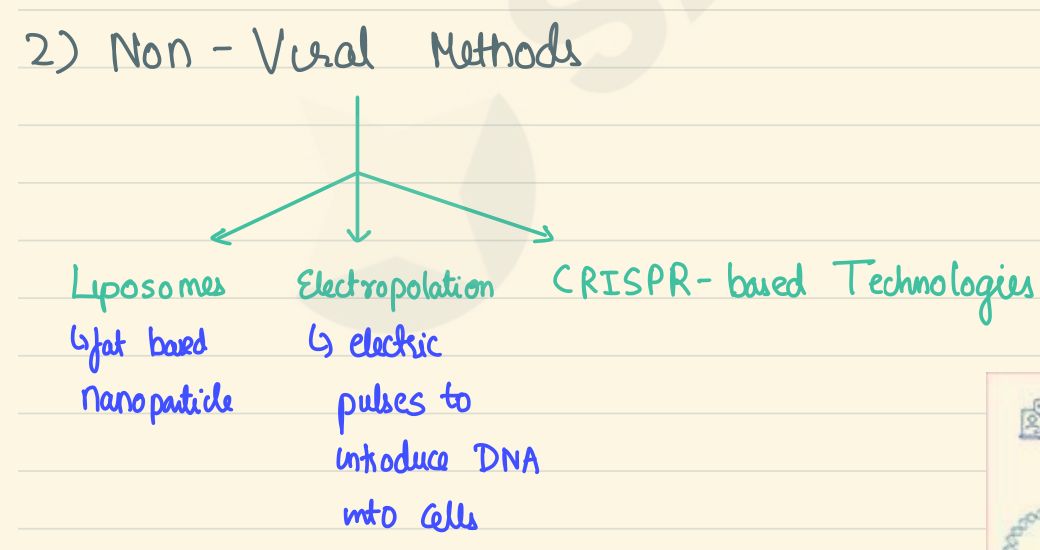 2) Non - Viral Methods
Liposomes Electropolation CRISPR- based Technologies
↳ fat based ↳ electric
nanoparticle pulses to
introduce DNA
into cells